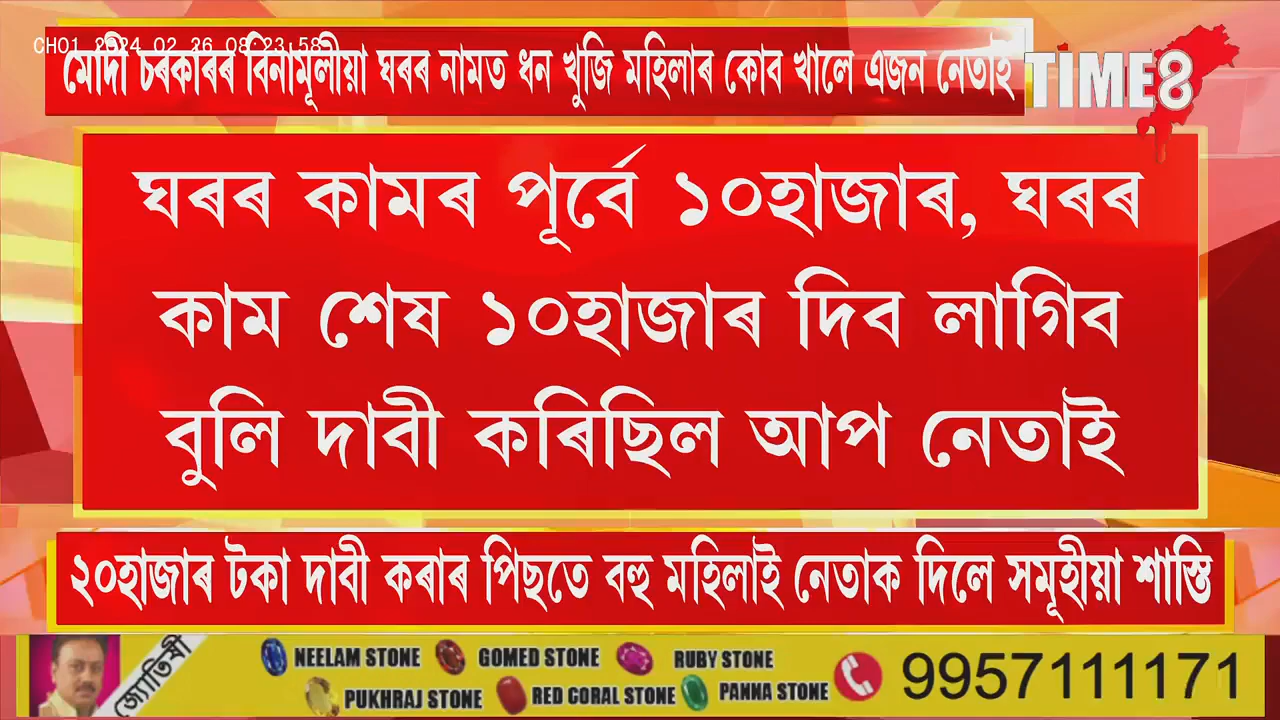 CH01 2024 02 26 08:23:58
মোদী চৰকাৰৰ বিনামূলীয়া ঘৰৰ নামত ধন খুজি মহিলাৰ কোব খালে এজন নেতাই
TIME8
ঘৰৰ কামৰ পূৰ্বে ১০হাজাৰ, ঘৰৰ
কাম শেষ ১০হাজাৰ দিব লাগিব
বুলি দাবী কৰিছিল আপ নেতাই
২০হাজাৰ টকা দাবী কৰাৰ পিছতে বহু মহিলাই নেতাক দিলে সমূহীয়া শাস্তি
জ্যোতিষী
NEELAM STONE GOMED STONE RUBY STONE
PUKHRAJ STONE RED CORAL STONE PANNA STONE
9957111171